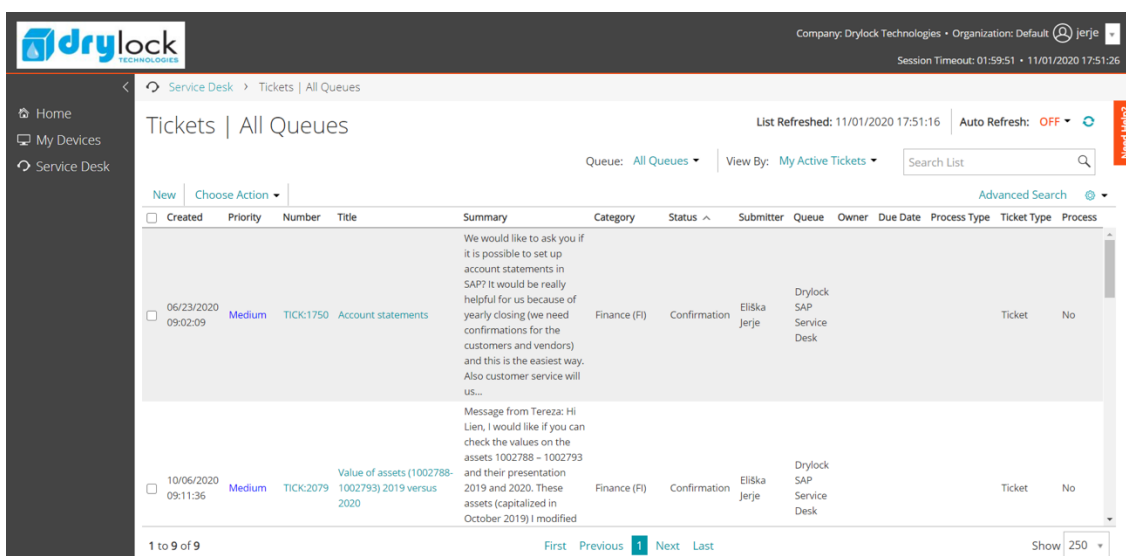 drylock
TECHNOLOGIES
Company: Drylock Technologies • Organization: Default jerje
Session Timeout: 01:59:51 • 11/01/2020 17:51:26
Service Desk > Tickets | All Queues
Home
My Devices
Service Desk
Need Help?
Tickets | All Queues
List Refreshed: 11/01/2020 17:51:16 Auto Refresh: OFF
Queue: All Queues View By: My Active Tickets Search List
New Choose Action Advanced Search
Created Priority Number Title Summary Category Status Submitter Queue Owner Due Date Process Type Ticket Type Process
06/23/2020
09:02:09
Medium
TICK:1750
Account statements
We would like to ask you if
it is possible to set up
account statements in
SAP? It would be really
helpful for us because of
yearly closing (we need
confirmations for the
customers and vendors)
and this is the easiest way.
Also customer service will
us...
Finance (FI)
Confirmation
Eliška
Jerje
Drylock
SAP
Service
Desk
Ticket
No
10/06/2020
09:11:36
Medium
TICK:2079
Value of assets (1002788-
1002793) 2019 versus
2020
Message from Tereza: Hi
Lien, I would like if you can
check the values on the
assets 1002788 – 1002793
and their presentation
2019 and 2020. These
assets (capitalized in
October 2019) I modified
Finance (FI)
Confirmation
Eliška
Jerje
Drylock
SAP
Service
Desk
Ticket
No
1 to 9 of 9
First Previous 1 Next Last
Show 250